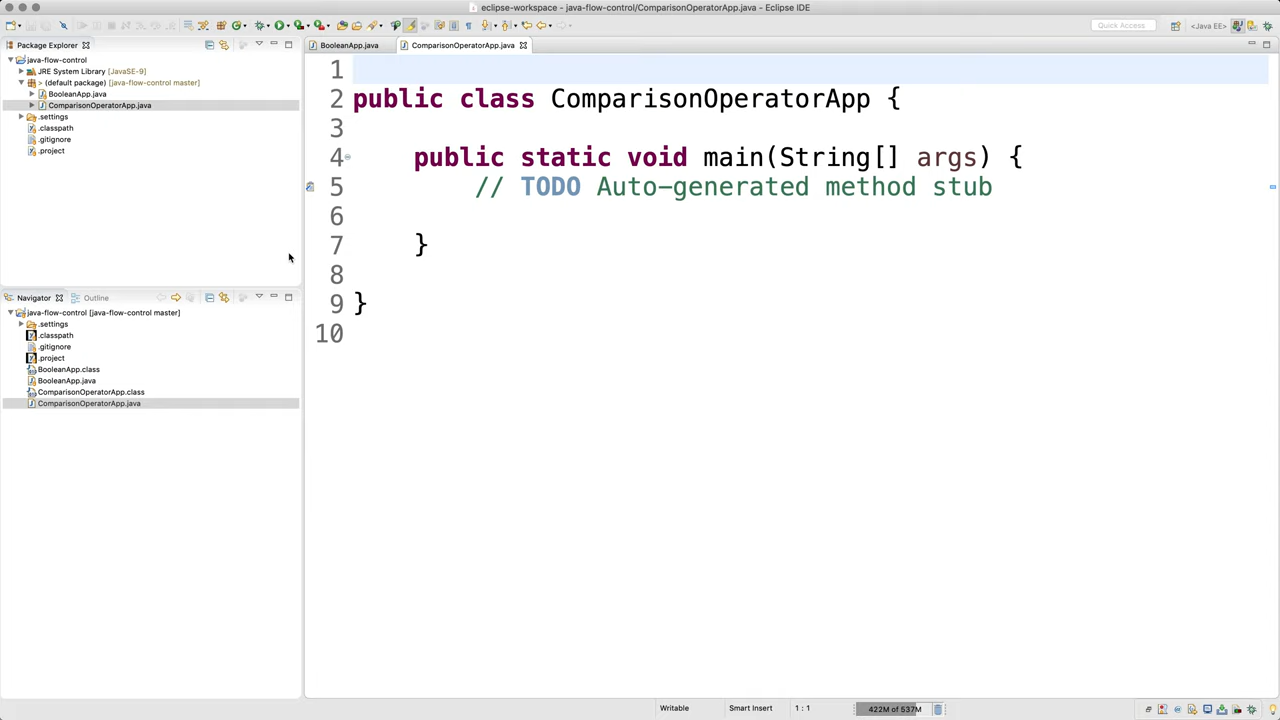 eclipse-workspace - java-flow-control/ComparisonOperatorApp.java - Eclipse IDE
Quick Access
<Java EE>
Package Explorer
java-flow-control
JRE System Library [JavaSE-9]
> (default package) [java-flow-control master]
BooleanApp.java
ComparisonOperatorApp.java
.settings
.classpath
.gitignore
.project
Navigator
Outline
java-flow-control [java-flow-control master]
.settings
.classpath
.gitignore
.project
BooleanApp.class
BooleanApp.java
ComparisonOperatorApp.class
ComparisonOperatorApp.java
BooleanApp.java
ComparisonOperatorApp.java
1
2 public class ComparisonOperatorApp {
3
4 public static void main(String[] args) {
5 // TODO Auto-generated method stub
6
7 }
8
9 }
10
Writable
Smart Insert
1 : 1
422M of 537M